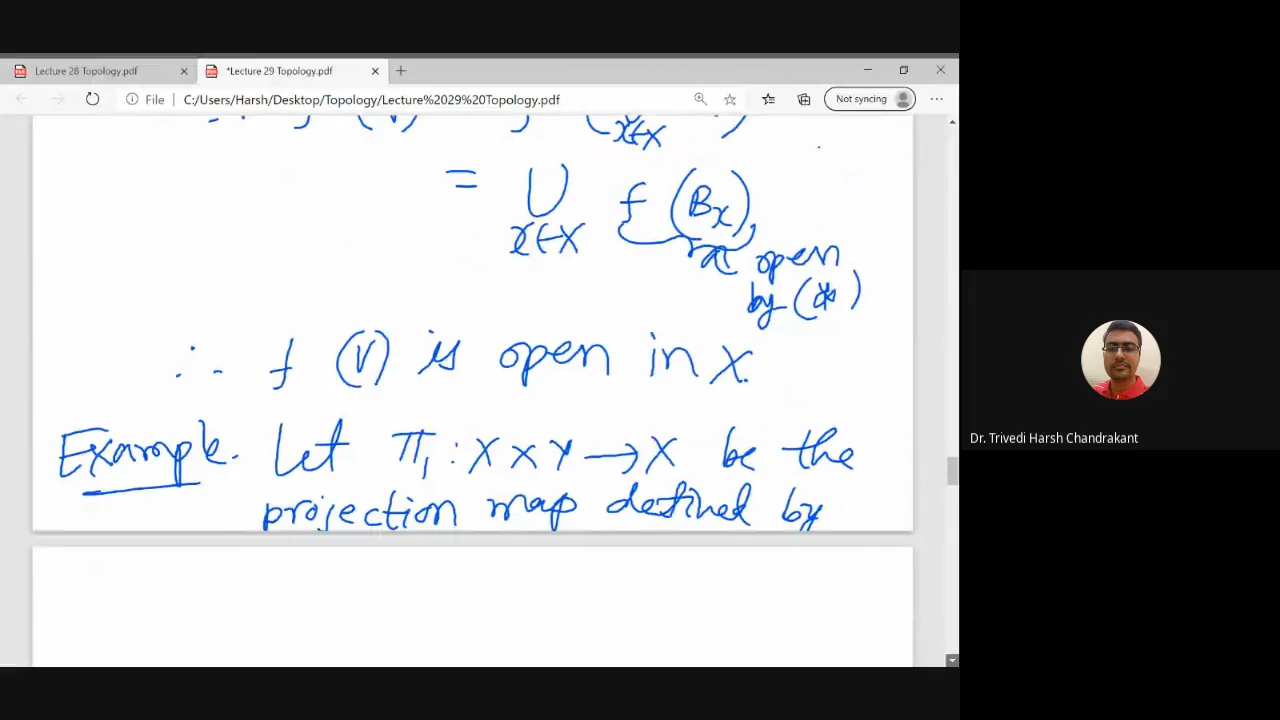 Lecture 28 Topology.pdf
*Lecture 29 Topology.pdf
File
C:/Users/Harsh/Desktop/Topology/Lecture%2029%20Topology.pdf
Not syncing
x∈X
= ∪ f (Bx)
x∈X
open
by (*)
∴ f (V) is open in X.
Example. Let π₁ : X × Y → X be the
projection map defined by
Dr. Trivedi Harsh Chandrakant